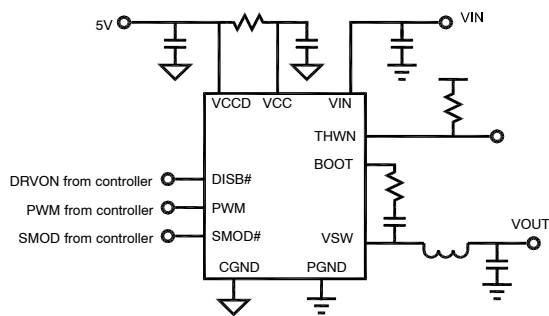 5V
VIN
VCCD
VCC
VIN
THWN
BOOT
DRVON from controller
DISB#
PWM from controller
PWM
SMOD from controller
SMOD#
VSW
VOUT
CGND
PGND